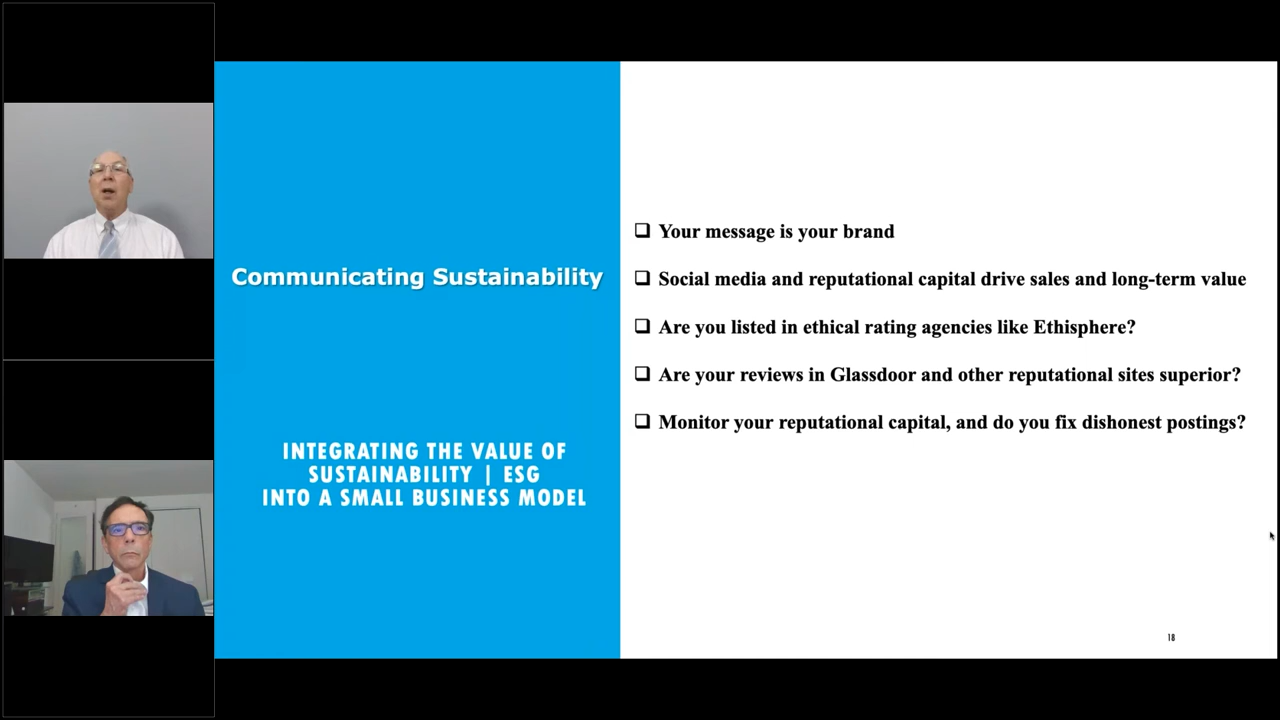 Communicating Sustainability
INTEGRATING THE VALUE OF
SUSTAINABILITY | ESG
INTO A SMALL BUSINESS MODEL
❑ Your message is your brand
❑ Social media and reputational capital drive sales and long-term value
❑ Are you listed in ethical rating agencies like Ethisphere?
❑ Are your reviews in Glassdoor and other reputational sites superior?
❑ Monitor your reputational capital, and do you fix dishonest postings?
18